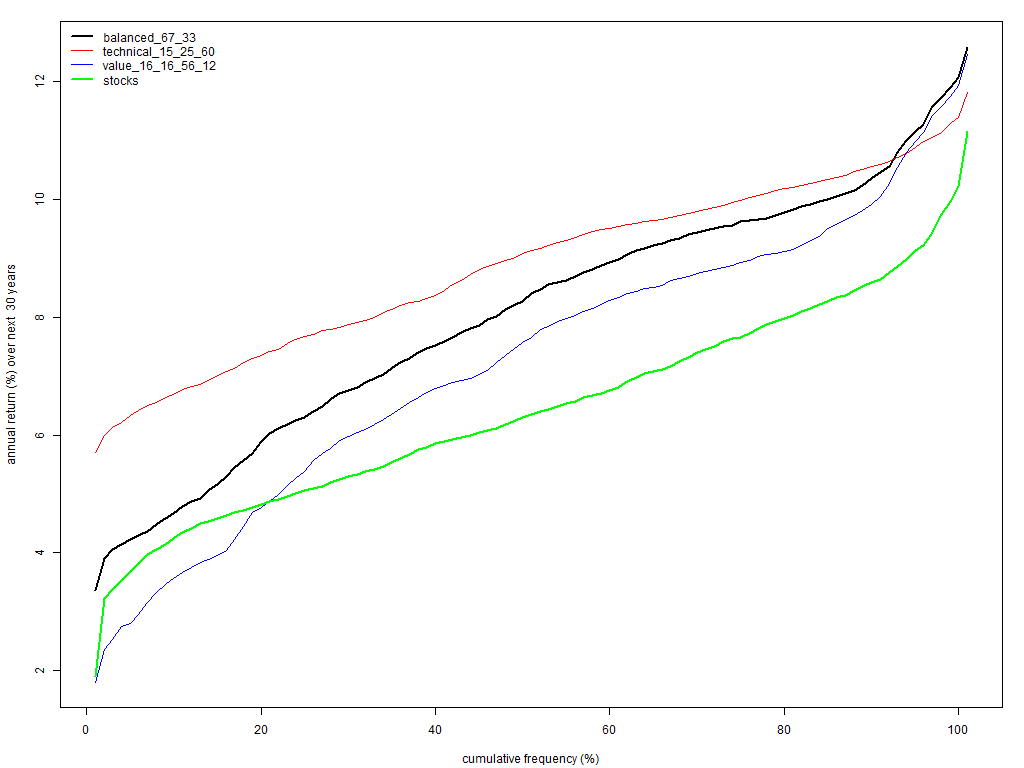 balanced_67_33
technical_15_25_60
value_16_16_56_12
stocks
12
10
8
6
4
2
annual return (%) over next  30 years
0 20 40 60 80 100
cumulative frequency (%)